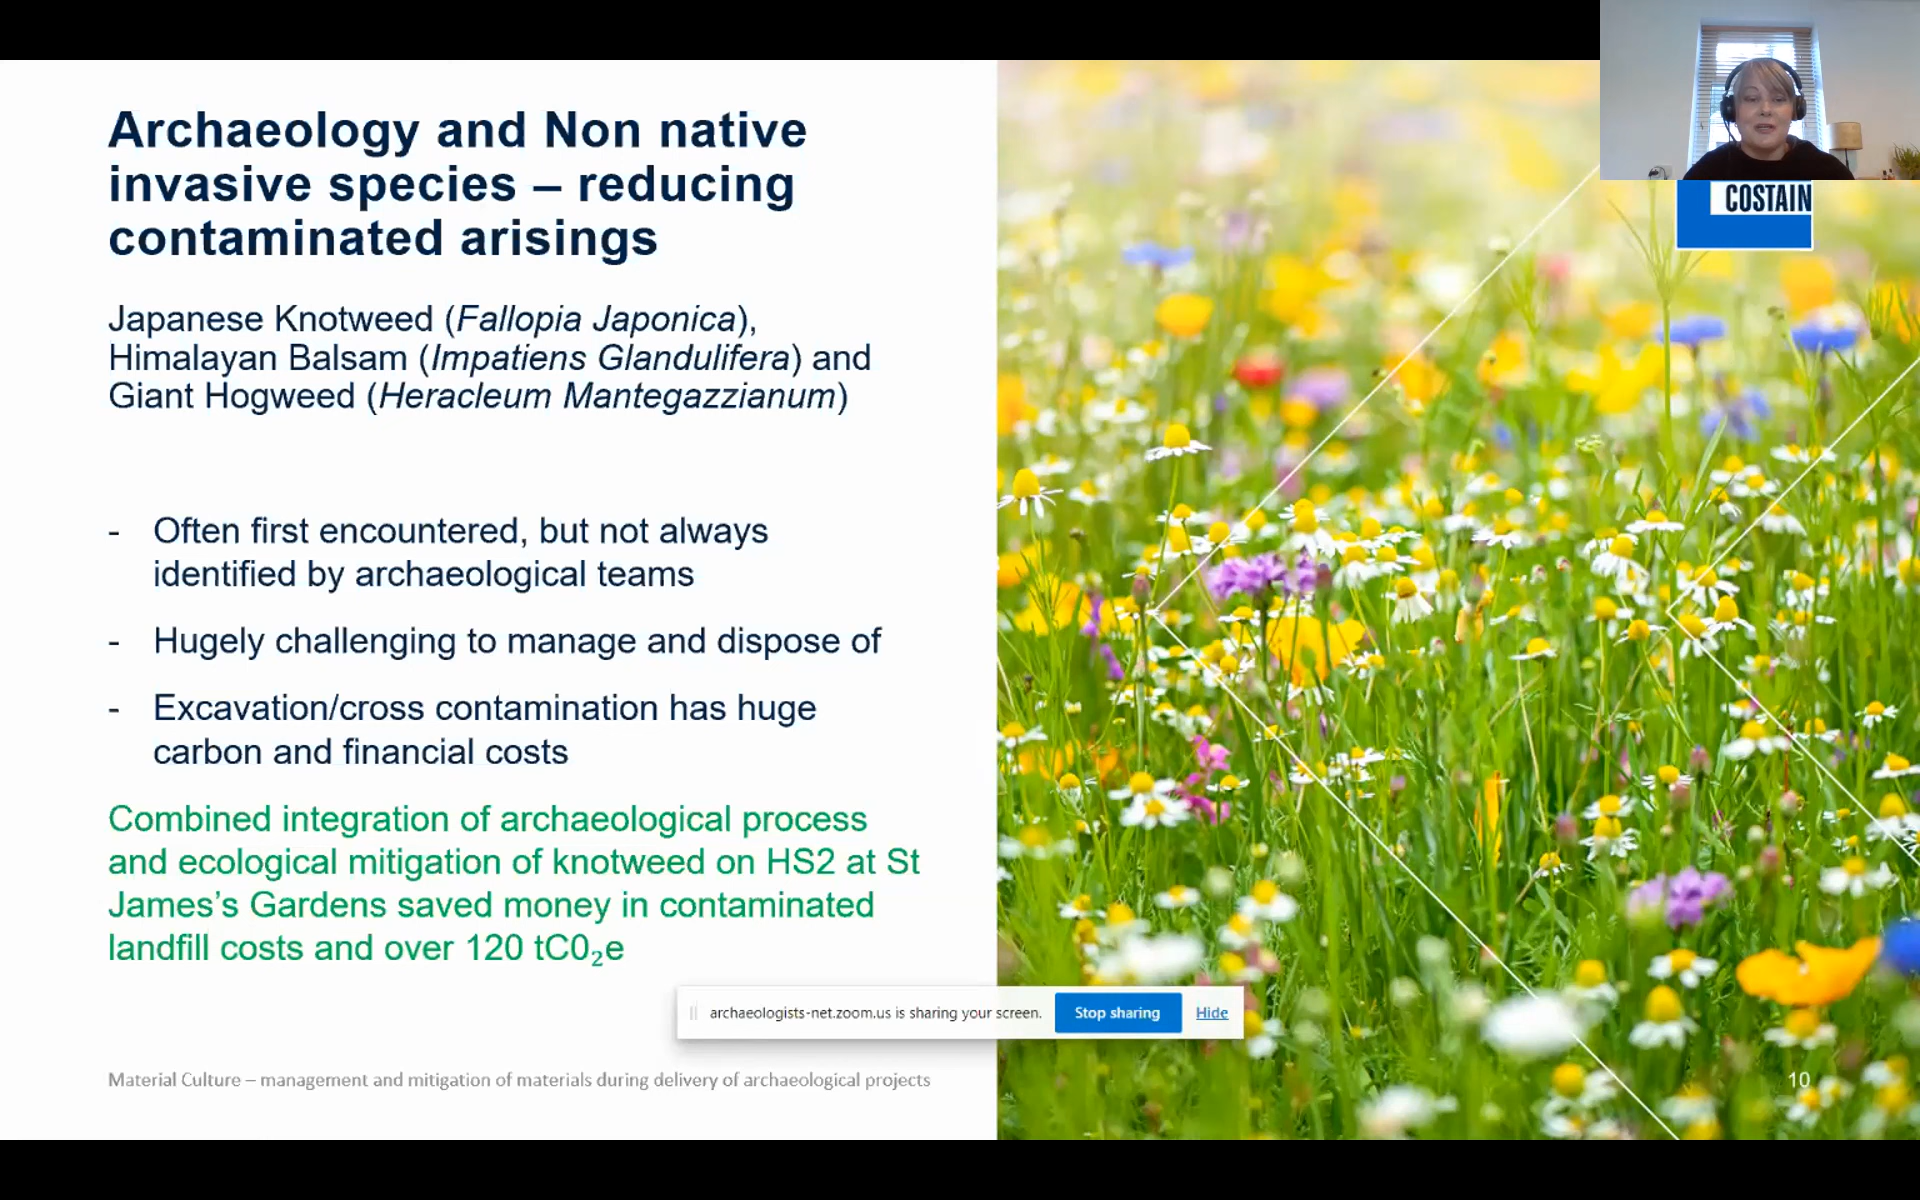 Archaeology and Non native
invasive species – reducing
contaminated arisings
COSTAIN
Japanese Knotweed (Fallopia Japonica),
Himalayan Balsam (Impatiens Glandulifera) and
Giant Hogweed (Heracleum Mantegazzianum)
- Often first encountered, but not always
identified by archaeological teams
- Hugely challenging to manage and dispose of
- Excavation/cross contamination has huge
carbon and financial costs
Combined integration of archaeological process
and ecological mitigation of knotweed on HS2 at St
James’s Gardens saved money in contaminated
landfill costs and over 120 tC0₂e
archaeologists-net.zoom.us is sharing your screen. Stop sharing Hide
Material Culture – management and mitigation of materials during delivery of archaeological projects
10